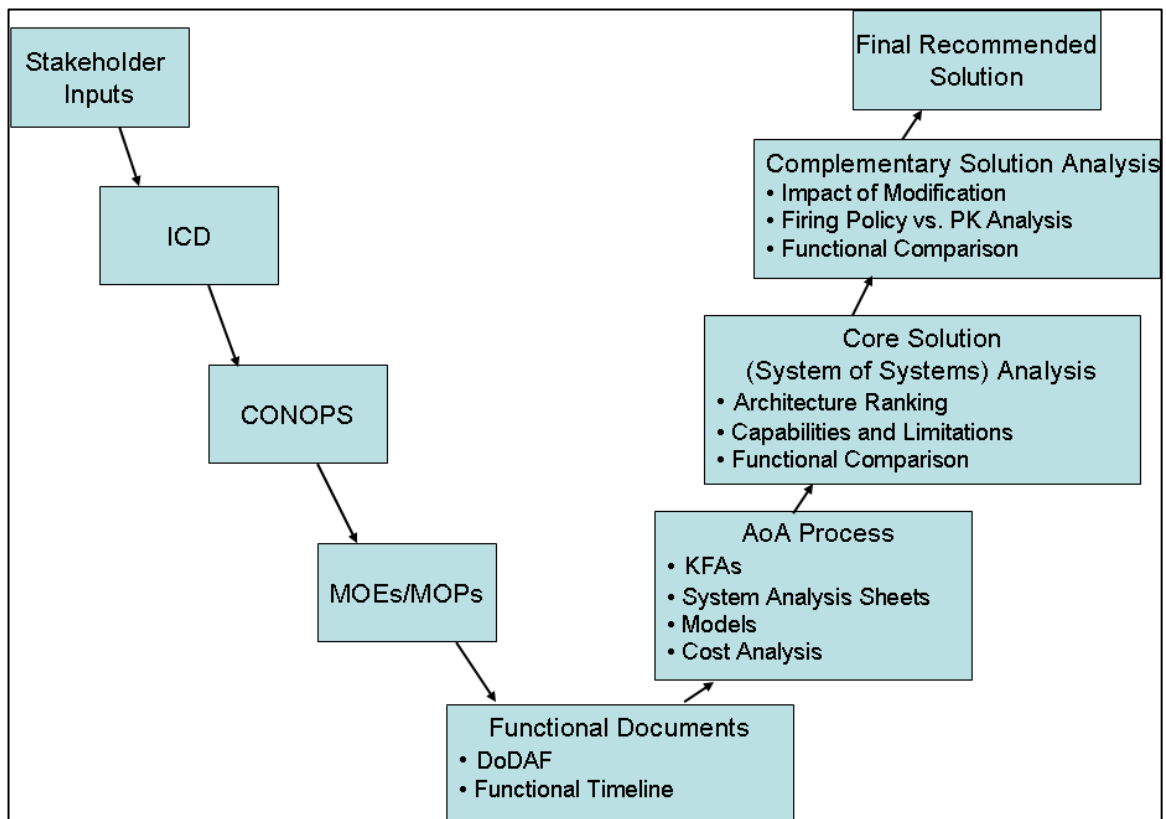 Stakeholder
Inputs
ICD
CONOPS
MOEs/MOPs
Functional Documents
• DoDAF
• Functional Timeline
AoA Process
• KFAs
• System Analysis Sheets
• Models
• Cost Analysis
Core Solution
(System of Systems) Analysis
• Architecture Ranking
• Capabilities and Limitations
• Functional Comparison
Complementary Solution Analysis
• Impact of Modification
• Firing Policy vs. PK Analysis
• Functional Comparison
Final Recommended
Solution